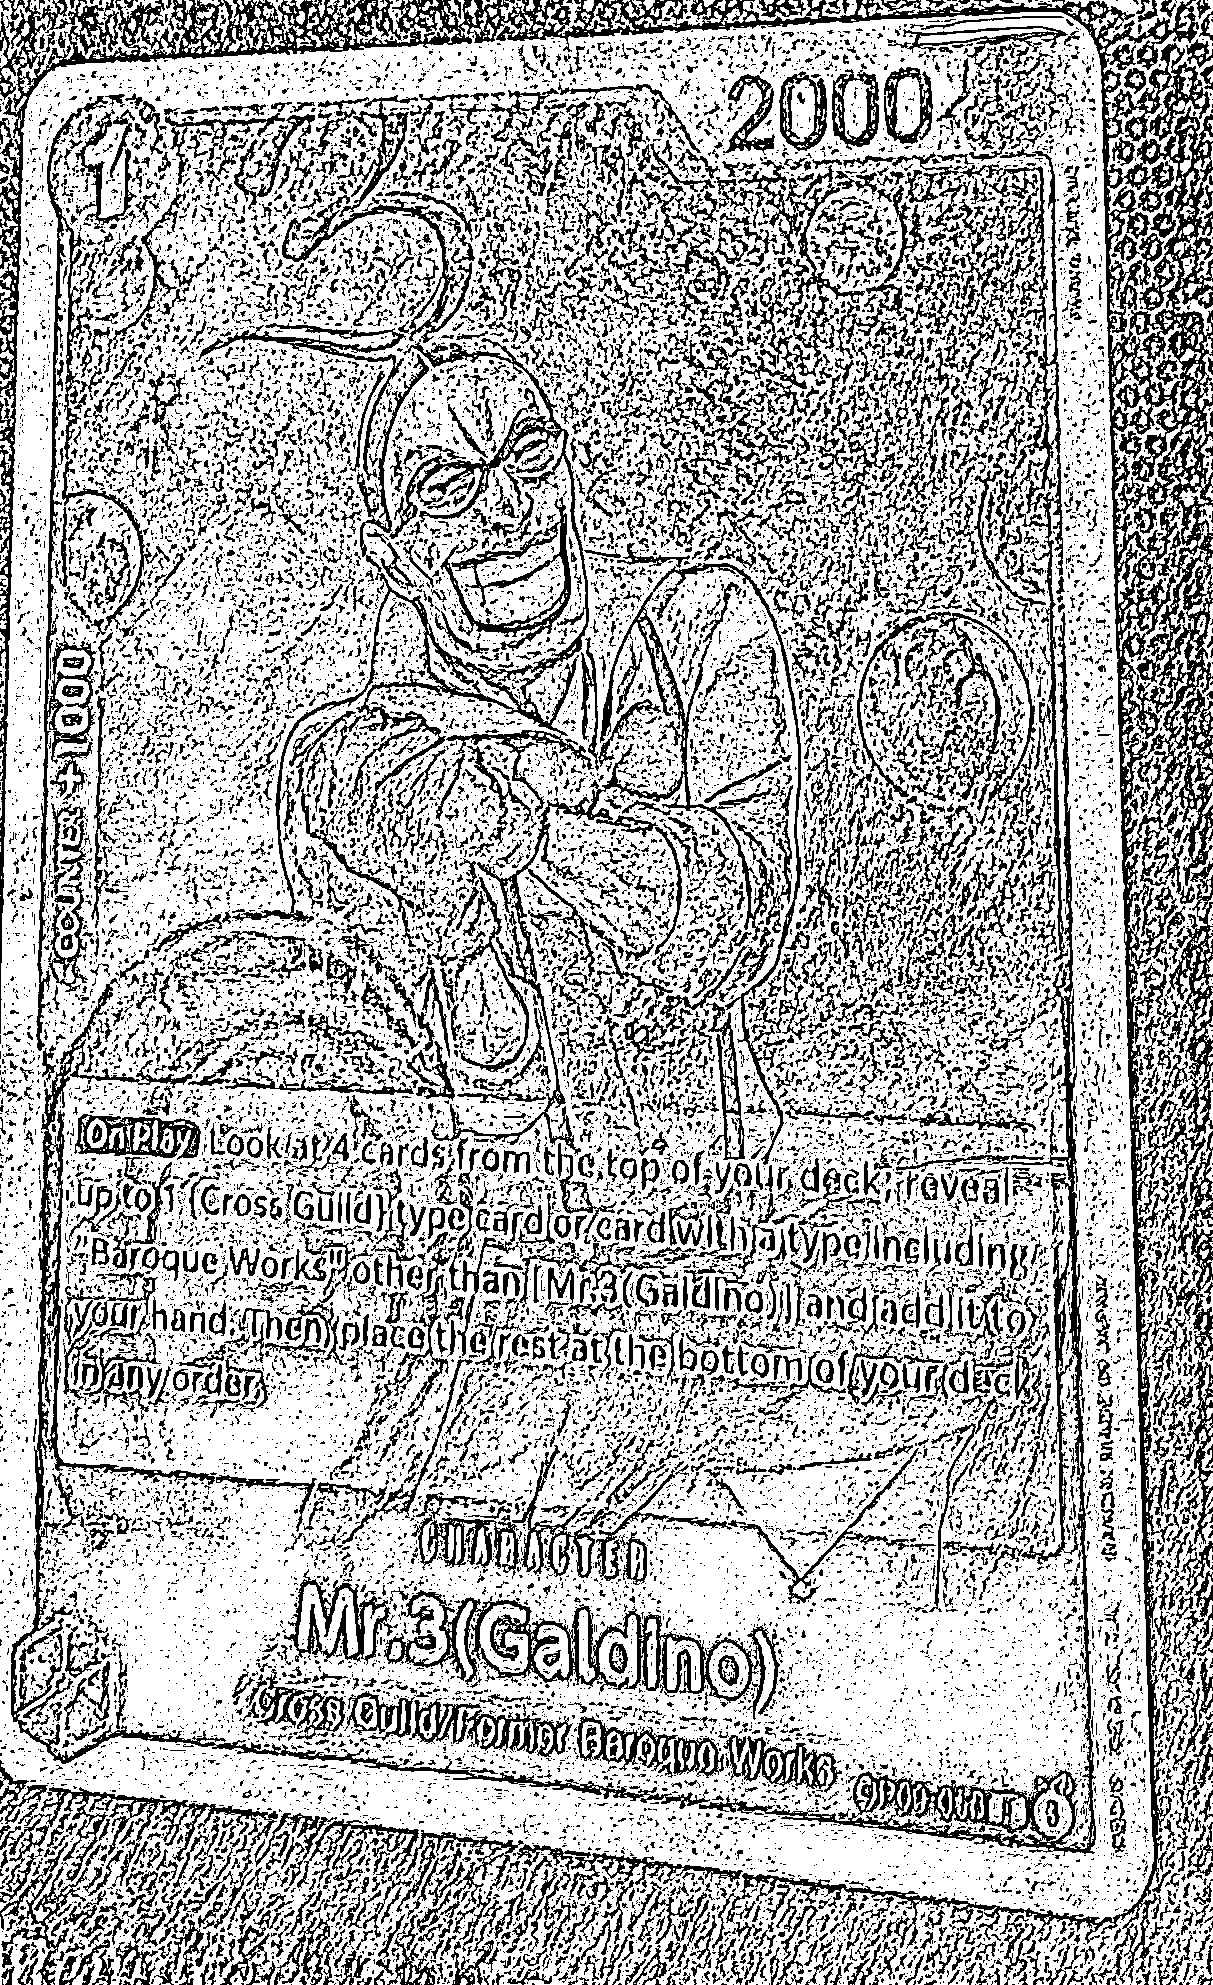 1
2000
POWER
COUNTER +1000
On Play Look at 4 cards from the top of your deck; reveal
up to 1 {Cross Guild} type card or card with a type including
"Baroque Works" other than [Mr.3(Galdino)] and add it to
your hand. Then, place the rest at the bottom of your deck
in any order.
CHARACTER
Mr.3(Galdino)
Cross Guild/Former Baroque Works